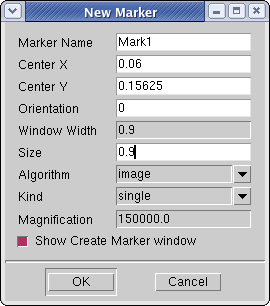 New Marker
Marker Name Mark1
Center X 0.06
Center Y 0.15625
Orientation 0
Window Width 0.9
Size 0.9
Algorithm image
Kind single
Magnification 150000.0
Show Create Marker window
OK Cancel